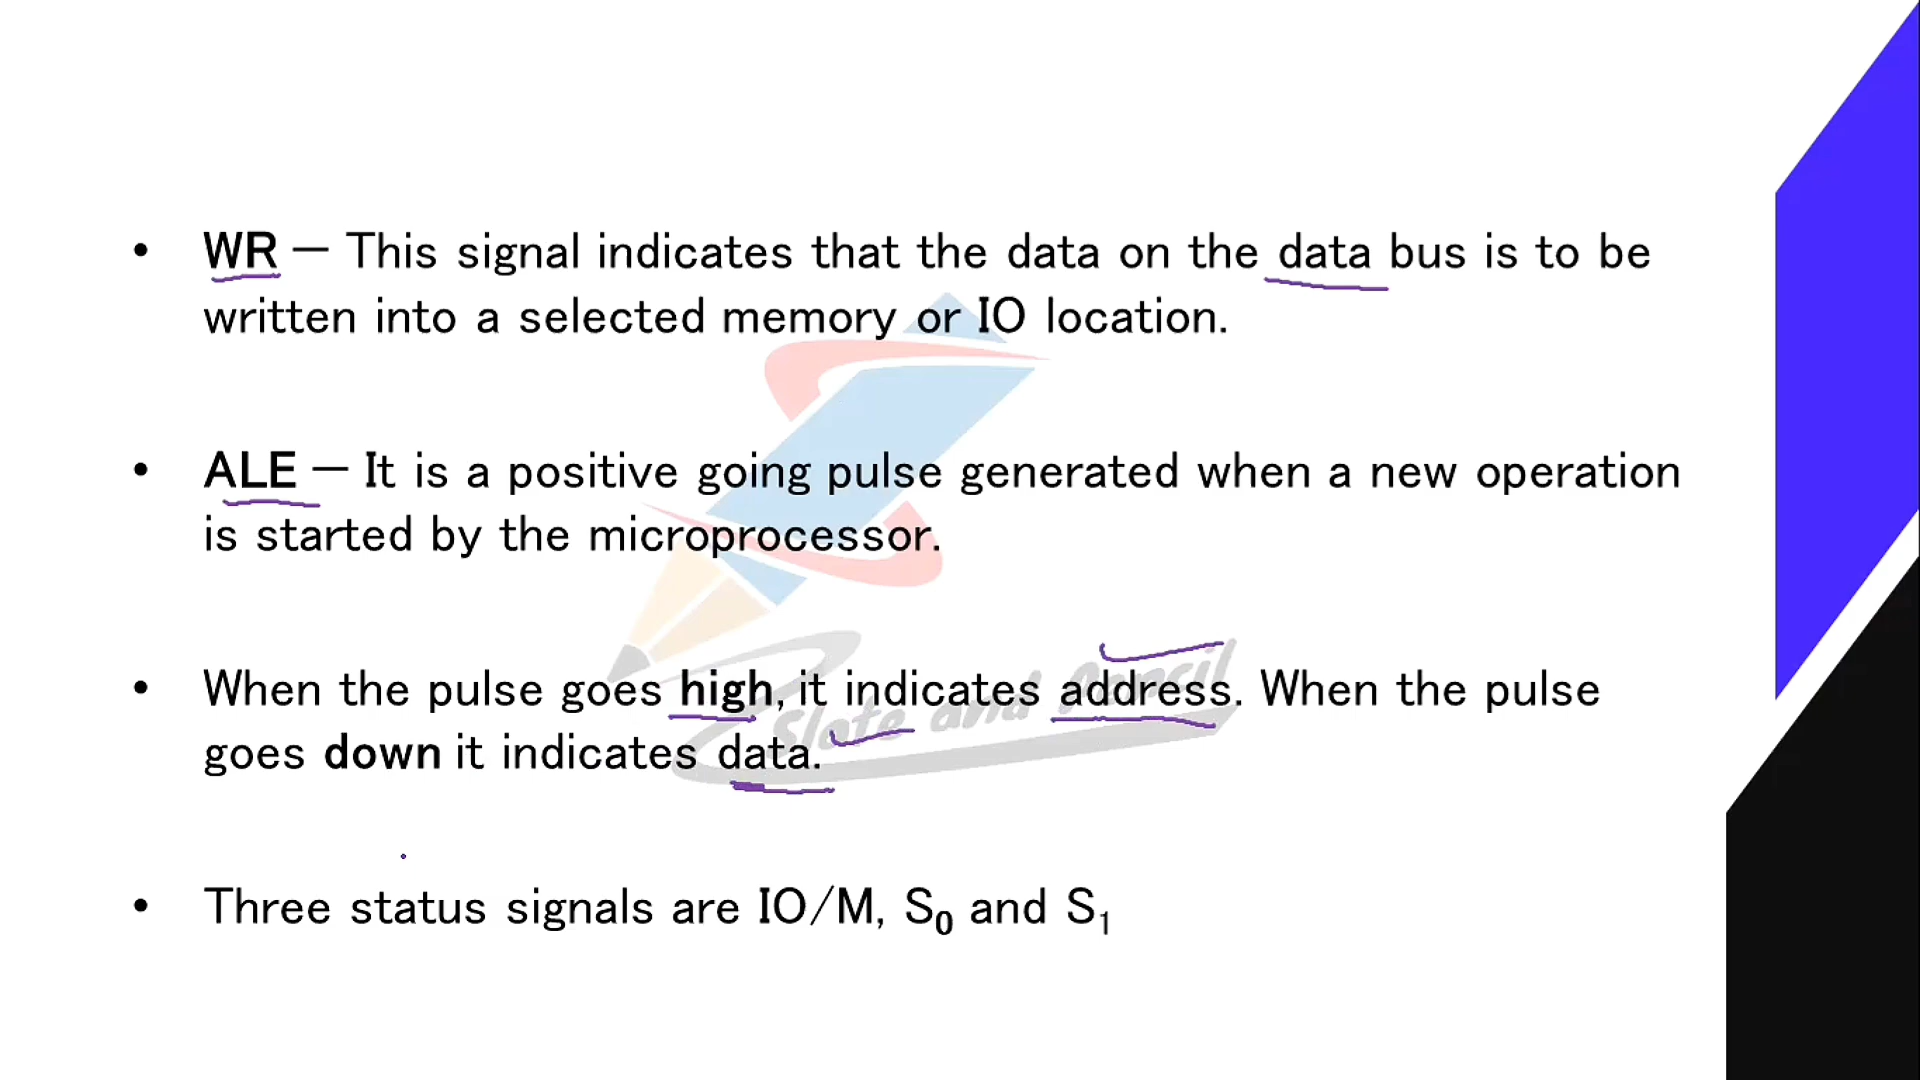 • WR – This signal indicates that the data on the data bus is to be
written into a selected memory or IO location.
• ALE – It is a positive going pulse generated when a new operation
is started by the microprocessor.
• When the pulse goes high, it indicates address. When the pulse
goes down it indicates data.
Slate and Pencil
• Three status signals are IO/M, S₀ and S₁